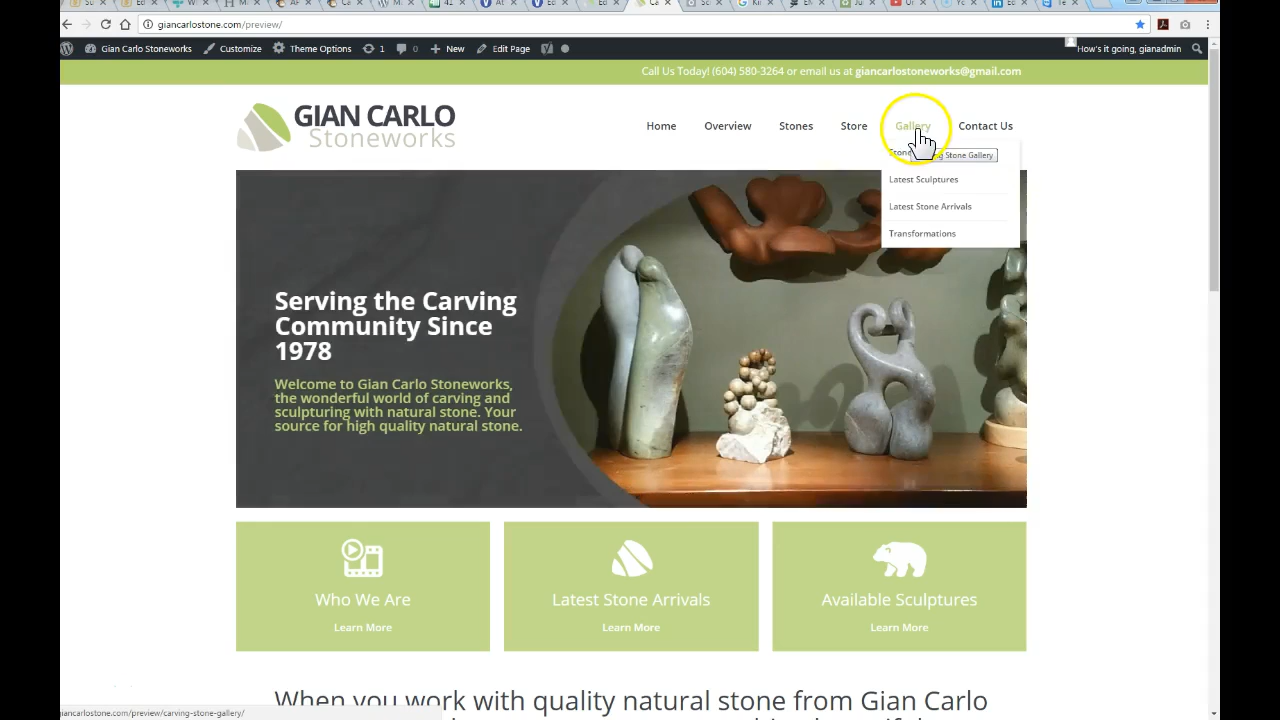 giancarlostone.com/preview/
Gian Carlo Stoneworks Customize Theme Options 1 0 New Edit Page How's it going, gianadmin
Call Us Today! (604) 580-3264 or email us at giancarlostoneworks@gmail.com
GIAN CARLO
Stoneworks
Home Overview Stones Store Gallery Contact Us
Stone Gallery
Latest Sculptures
Latest Stone Arrivals
Transformations
Serving the Carving
Community Since
1978
Welcome to Gian Carlo Stoneworks,
the wonderful world of carving and
sculpturing with natural stone. Your
source for high quality natural stone.
Who We Are Latest Stone Arrivals Available Sculptures
Learn More Learn More Learn More
When you work with quality natural stone from Gian Carlo
giancarlostone.com/preview/carving-stone-gallery/